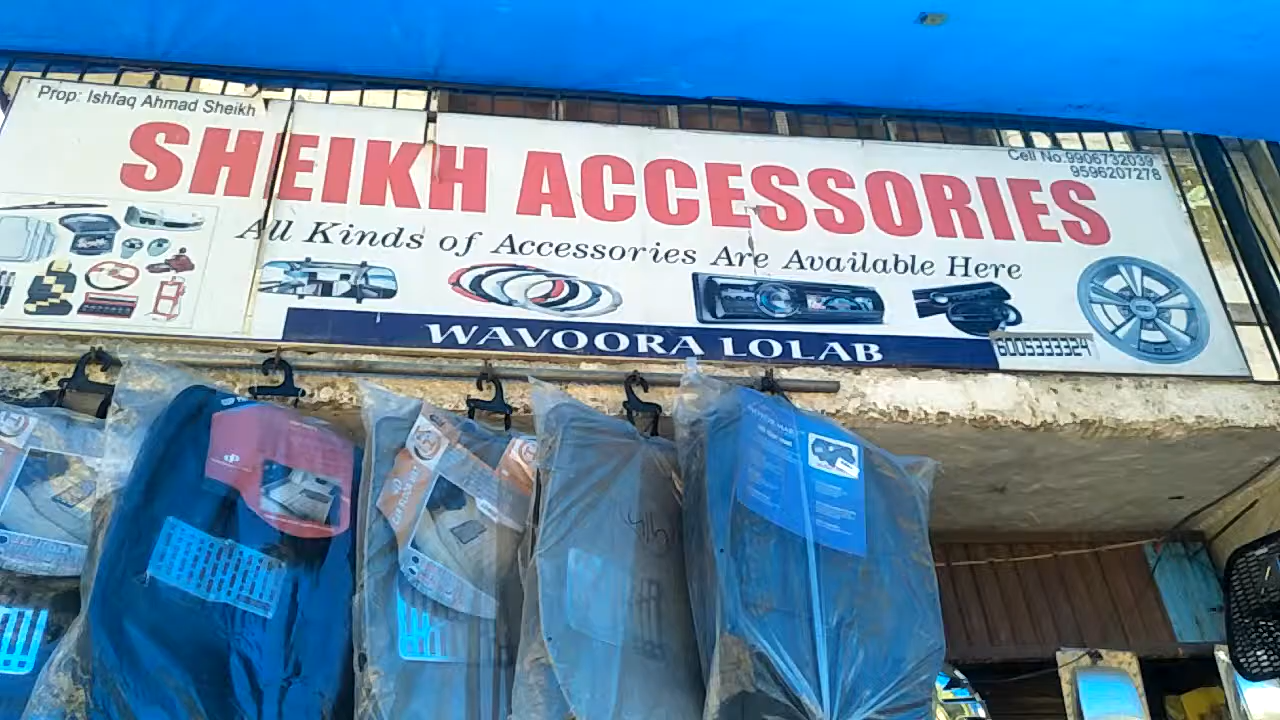 Prop: Ishfaq Ahmad Sheikh
SHEIKH ACCESSORIES
Cell No:9906732039
9596207278
All Kinds of Accessories Are Available Here
WAVOORA LOLAB
6005333324